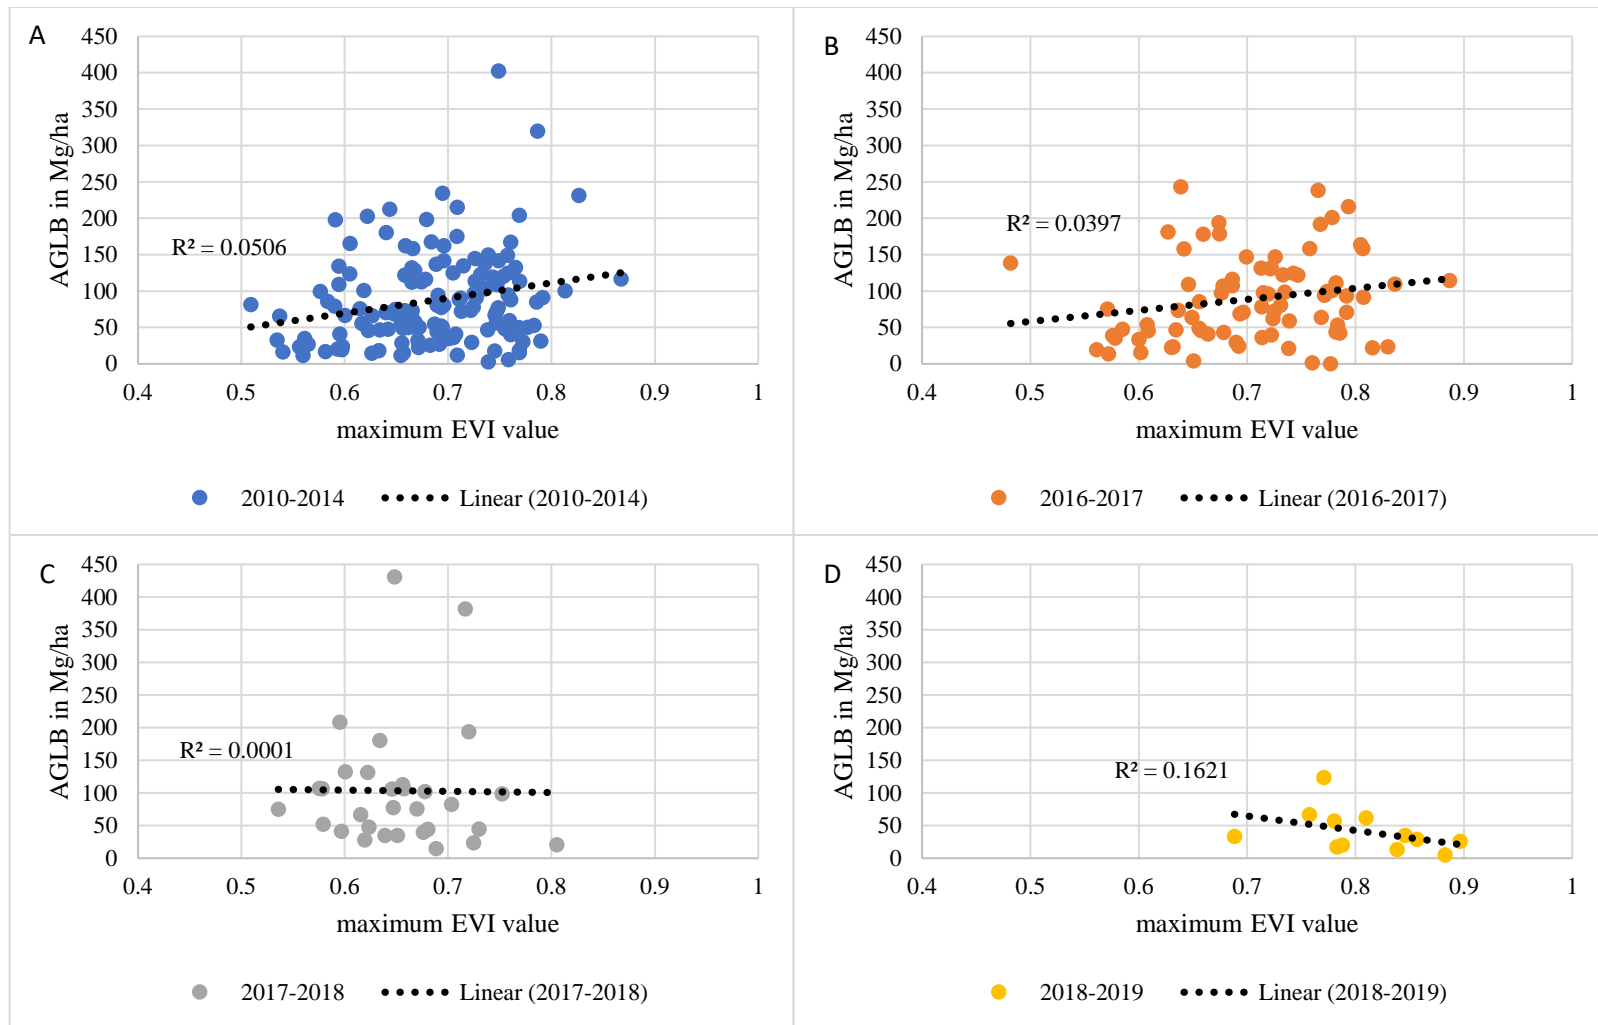 A
AGLB in Mg/ha
450
400
350
300
250
200
150
100
50
0
R² = 0.0506
0.4 0.5 0.6 0.7 0.8 0.9 1
maximum EVI value
2010-2014 Linear (2010-2014)
B
AGLB in Mg/ha
450
400
350
300
250
200
150
100
50
0
R² = 0.0397
0.4 0.5 0.6 0.7 0.8 0.9 1
maximum EVI value
2016-2017 Linear (2016-2017)
C
AGLB in Mg/ha
450
400
350
300
250
200
150
100
50
0
R² = 0.0001
0.4 0.5 0.6 0.7 0.8 0.9 1
maximum EVI value
2017-2018 Linear (2017-2018)
D
AGLB in Mg/ha
450
400
350
300
250
200
150
100
50
0
R² = 0.1621
0.4 0.5 0.6 0.7 0.8 0.9 1
maximum EVI value
2018-2019 Linear (2018-2019)